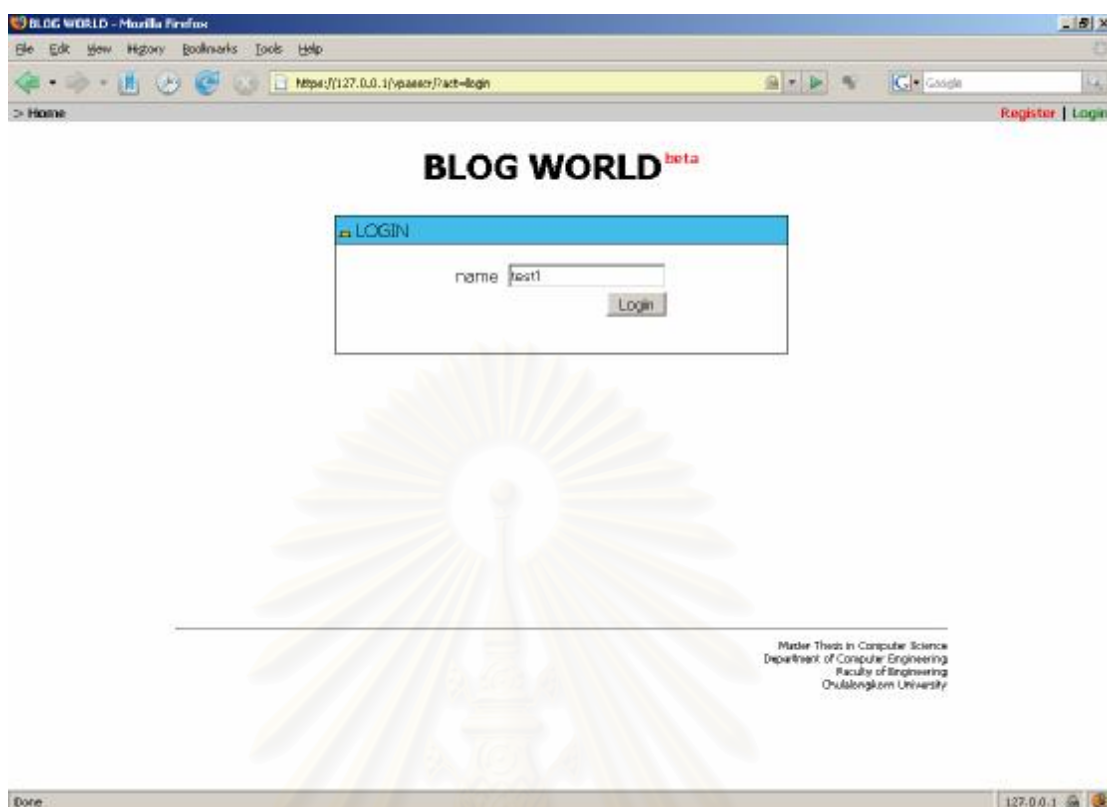 BLOG WORLD - Mozilla Firefox
File Edit View History Bookmarks Tools Help
https://127.0.0.1/ ?act=login
Google
> Home
Register | Login
BLOG WORLD beta
LOGIN
name test1
Login
Master Thesis in Computer Science
Department of Computer Engineering
Faculty of Engineering
Chulalongkorn University
Done
127.0.0.1